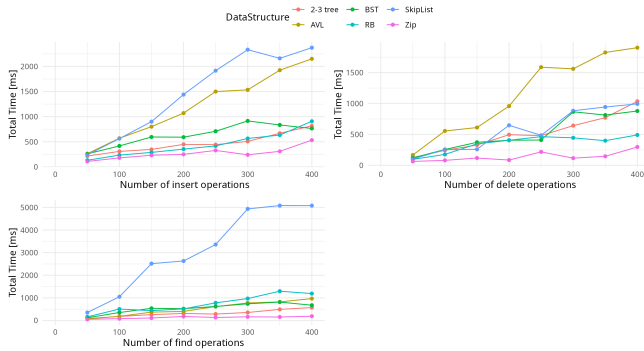 DataStructure
2-3 tree BST SkipList
AVL RB Zip
Total Time [ms]
2000
1500
1000
500
0
0 100 200 300 400
Number of insert operations
Total Time [ms]
1500
1000
500
0
0 100 200 300 400
Number of delete operations
Total Time [ms]
5000
4000
3000
2000
1000
0
0 100 200 300 400
Number of find operations